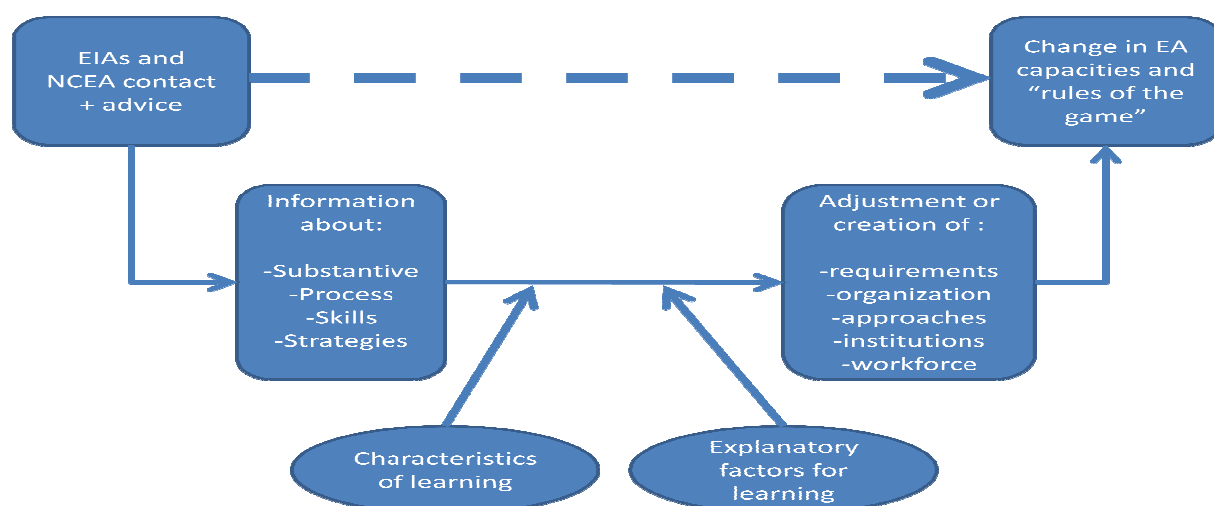 EIAs and
NCEA contact
+ advice
Change in EA
capacities and
“rules of the
game”
Information
about:
-Substantive
-Process
-Skills
-Strategies
Adjustment or
creation of :
-requirements
-organization
-approaches
-institutions
-workforce
Characteristics
of learning
Explanatory
factors for
learning